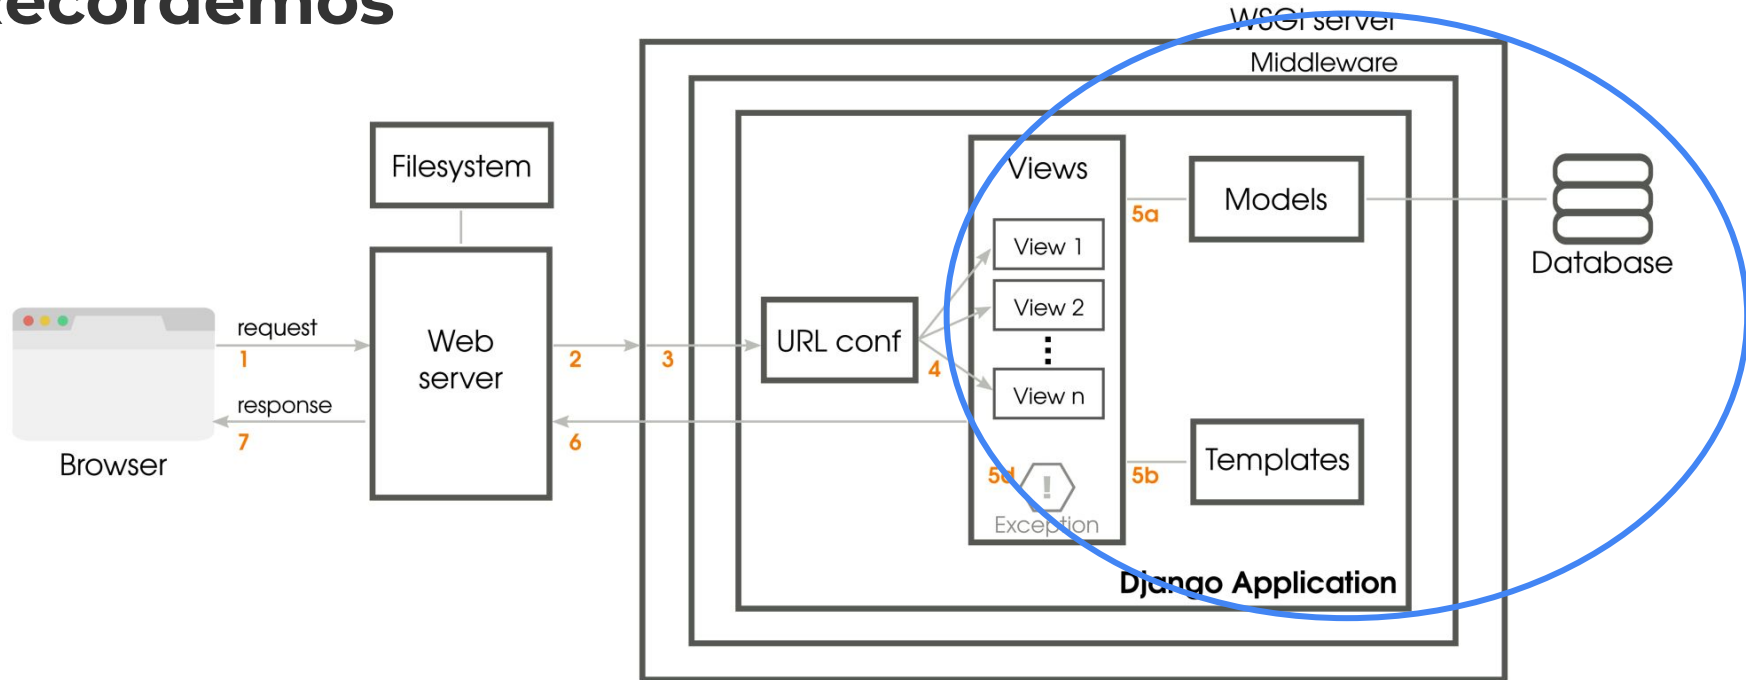 Recordemos
WSGI server
Middleware
Filesystem
Views
Models
5a
View 1
Database
View 2
request
1
Web
server
2
3
URL conf
4
View n
response
7
6
Browser
Templates
5d
5b
!
Exception
Django Application